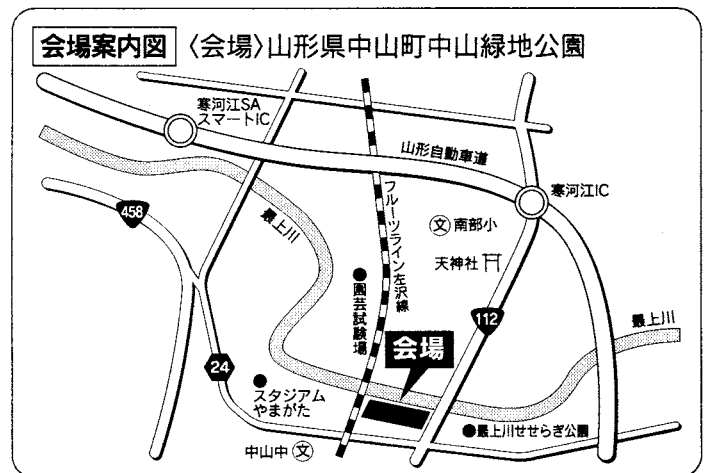 会場案内図 〈会場〉山形県中山町中山緑地公園
寒河江SA
スマートIC
山形自動車道
寒河江IC
458
最上川
フルーツライン左沢線
文 南部小
天神社
園芸試験場
112
最上川
会場
24
スタジアム
やまがた
最上川せせらぎ公園
中山中 文